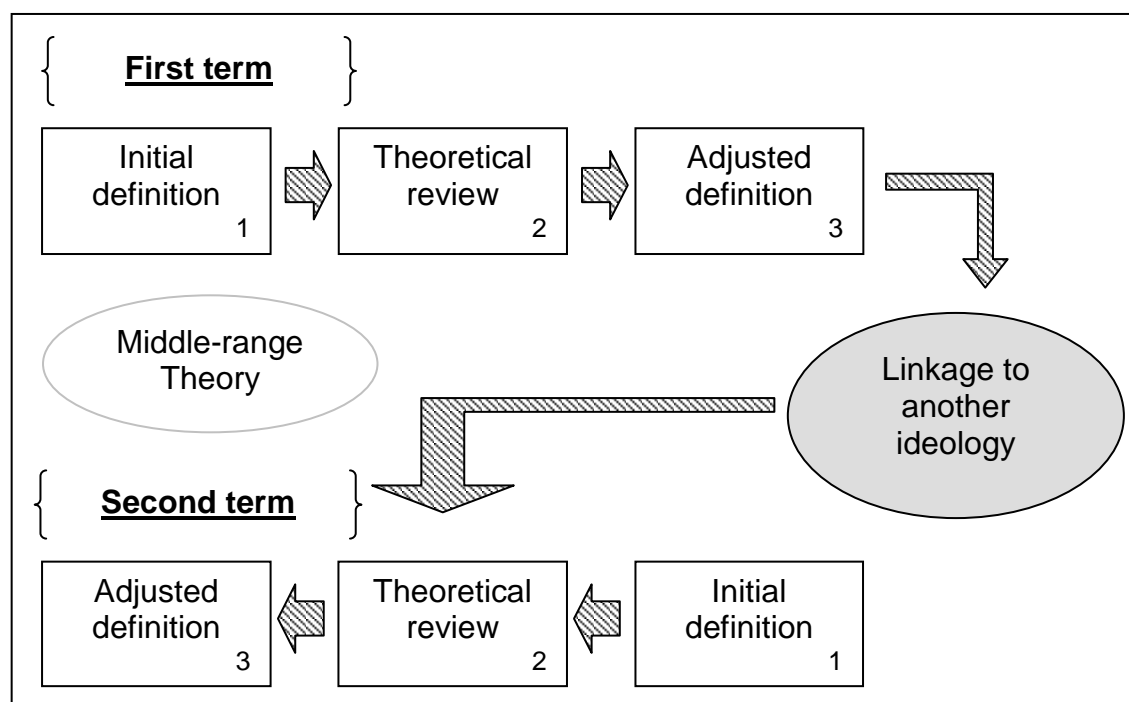 First term
Initial
definition
1
Theoretical
review
2
Adjusted
definition
3
Middle-range
Theory
Linkage to
another
ideology
Second term
Adjusted
definition
3
Theoretical
review
2
Initial
definition
1